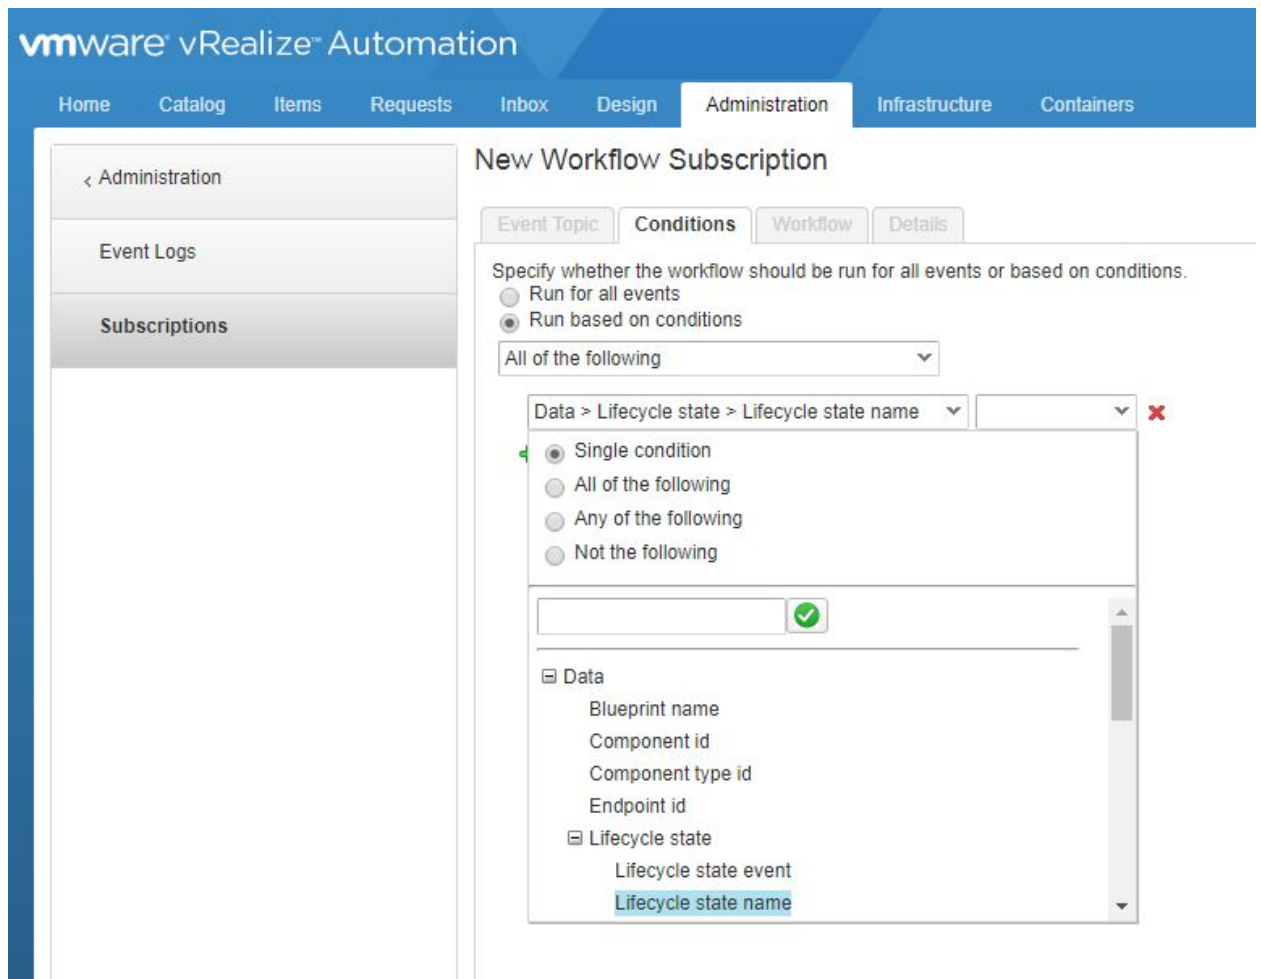 vmware® vRealize™ Automation
Home Catalog Items Requests Inbox Design Administration Infrastructure Containers
< Administration
Event Logs
Subscriptions
New Workflow Subscription
Event Topic Conditions Workflow Details
Specify whether the workflow should be run for all events or based on conditions.
Run for all events
Run based on conditions
All of the following
Data > Lifecycle state > Lifecycle state name
Single condition
All of the following
Any of the following
Not the following
Data
Blueprint name
Component id
Component type id
Endpoint id
Lifecycle state
Lifecycle state event
Lifecycle state name